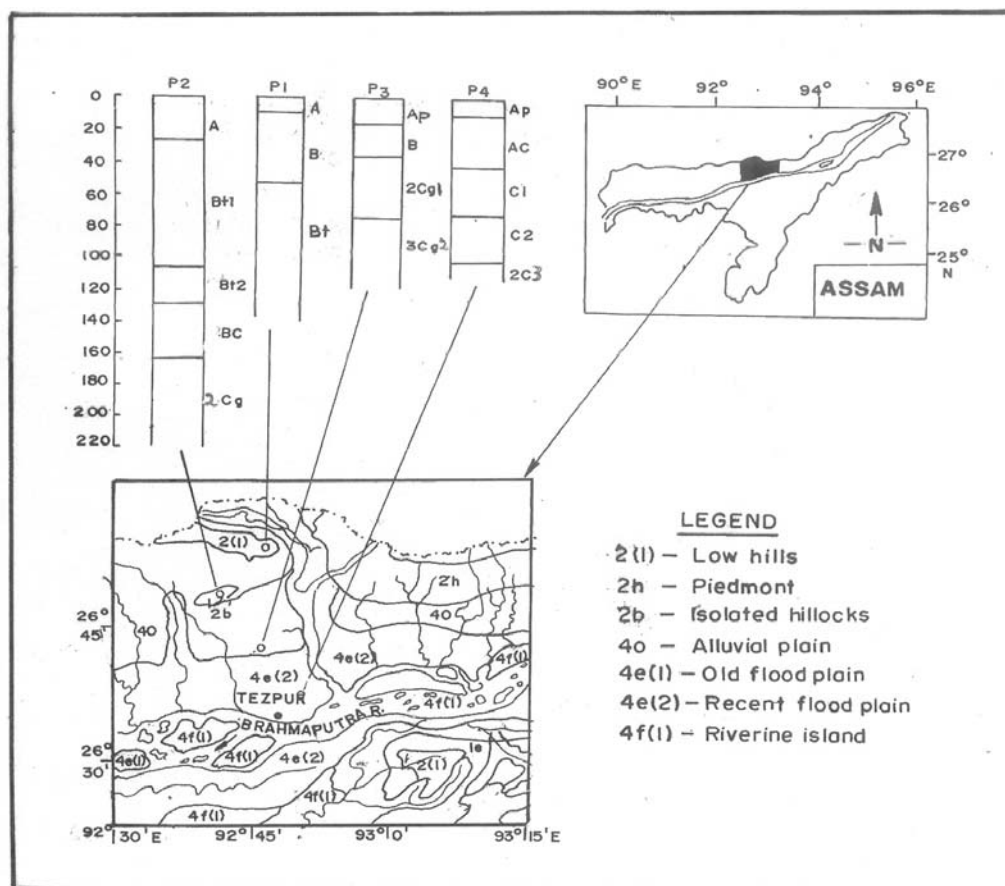 P2 P1 P3 P4
0
20
40
60
80
100
120
140
160
180
200
220
A
Bt1
Bt2
BC
2Cg
A
B
Bt
Ap
B
2Cg1
3Cg2
Ap
AC
C1
C2
2C3
90°E 92° 94° 96°E
27°
26°
25°
N
N
ASSAM
2(1)
2b
2h
40
40
4e(2)
4e(2)
4f(1)
TEZPUR
4f(1)
BRAHMAPUTRA R.
4f(1)
4f(1)
4e(1)
4e(2)
1e
2(1)
4f(1)
4f(1)
26°
45'
26°
30'
92° 30'E 92° 45' 93° 10' 93° 15'E
LEGEND
2(1) – Low hills
2h – Piedmont
2b – Isolated hillocks
40 – Alluvial plain
4e(1) – Old flood plain
4e(2) – Recent flood plain
4f(1) – Riverine island